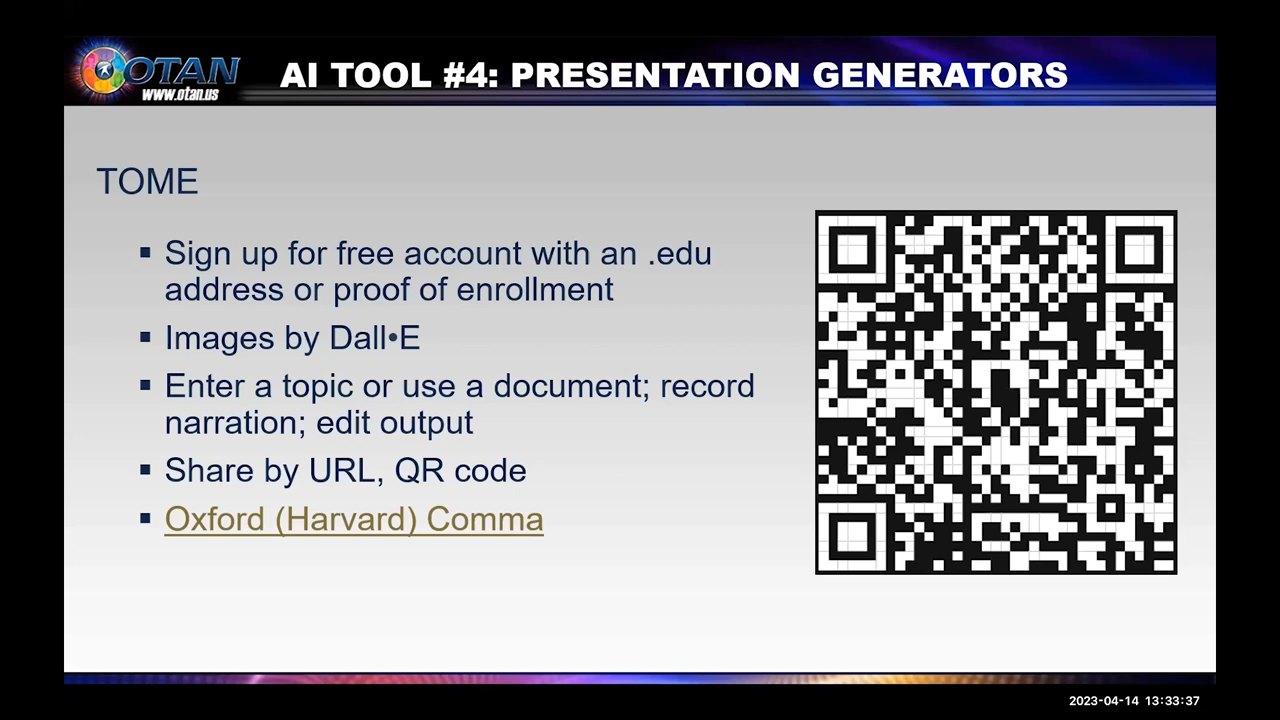 OTAN
www.otan.us
AI TOOL #4: PRESENTATION GENERATORS
TOME
▪ Sign up for free account with an .edu
address or proof of enrollment
▪ Images by Dall•E
▪ Enter a topic or use a document; record
narration; edit output
▪ Share by URL, QR code
▪ Oxford (Harvard) Comma
2023-04-14 13:33:37